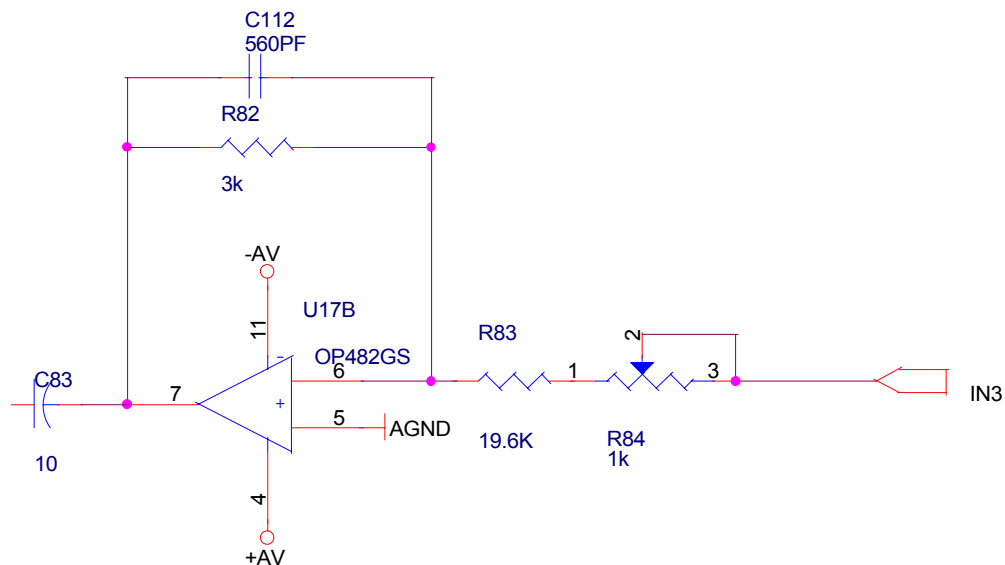 C112
560PF
R82
3k
-AV
11
U17B
-
OP482GS
6
7
+
5
AGND
4
+AV
C83
10
R83
19.6K
1
2
3
R84
1k
IN3